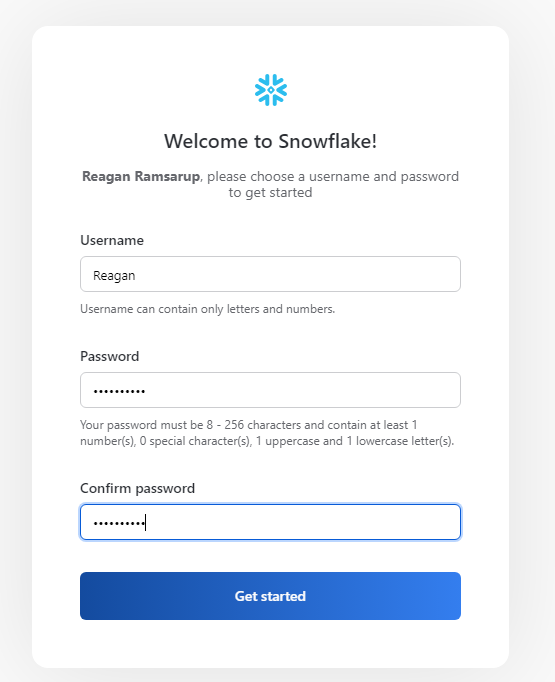 Welcome to Snowflake!
Reagan Ramsarup, please choose a username and password
to get started
Username
Reagan
Username can contain only letters and numbers.
Password
••••••••••
Your password must be 8 - 256 characters and contain at least 1
number(s), 0 special character(s), 1 uppercase and 1 lowercase letter(s).
Confirm password
••••••••••
Get started